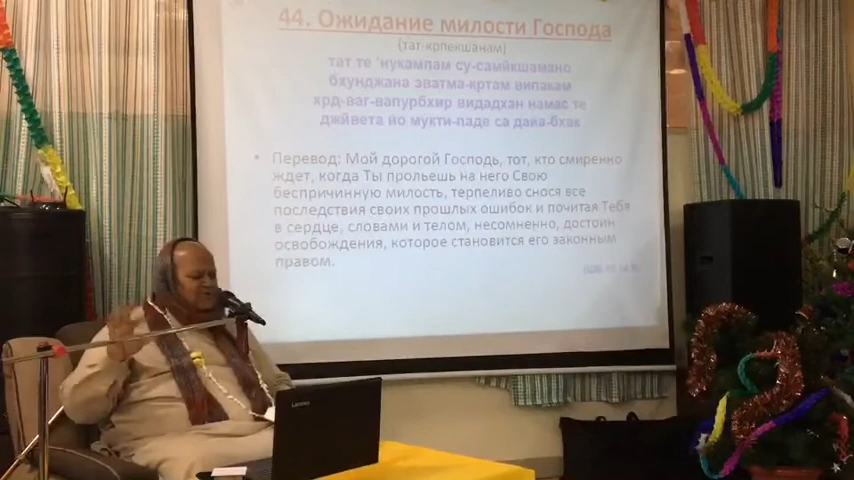 44. Ожидание милости Господа
(тат-крпекшанам)
тат те 'нукампам су-самӣкшамано
бхунджана эватма-кртам випакам
хрд-ваг-вапурбхир видадхан намас те
джӣвета йо мукти-паде са дайа-бхак
• Перевод: Мой дорогой Господь, тот, кто смиренно
ждет, когда Ты прольешь на него Свою
беспричинную милость, терпеливо снося все
последствия своих прошлых ошибок и почитая Тебя
в сердце, словами и телом, несомненно, достоин
освобождения, которое становится его законным
правом.
Lenovo